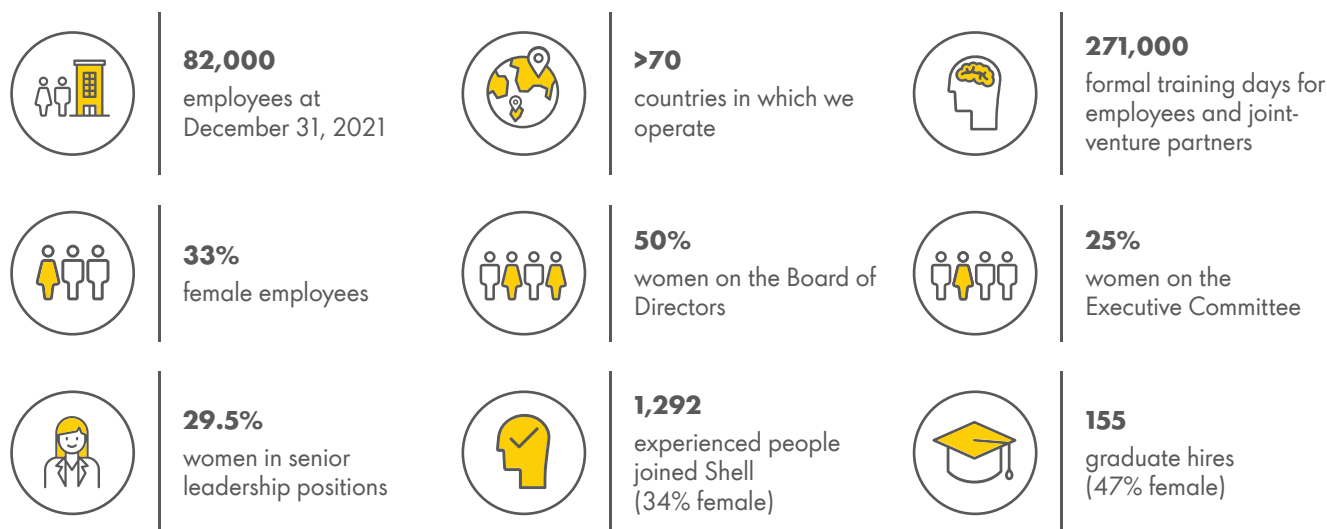 82,000
employees at
December 31, 2021
>70
countries in which we
operate
271,000
formal training days for
employees and joint-
venture partners
33%
female employees
50%
women on the Board of
Directors
25%
women on the
Executive Committee
29.5%
women in senior
leadership positions
1,292
experienced people
joined Shell
(34% female)
155
graduate hires
(47% female)